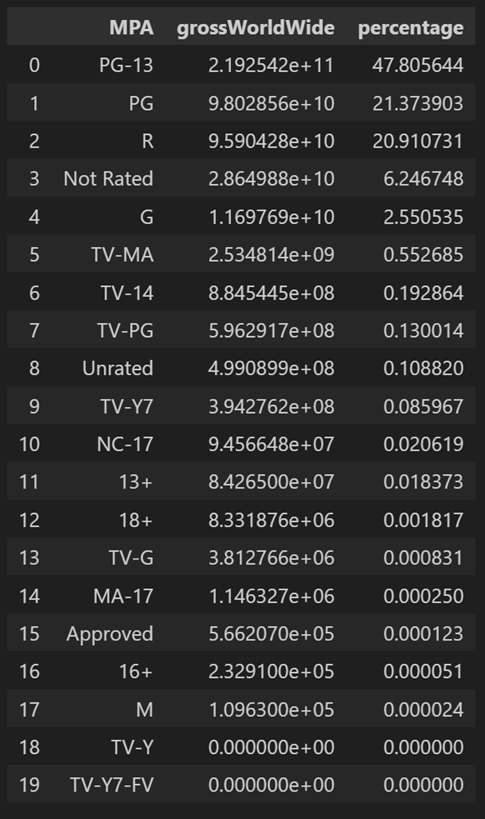 MPA grossWorldWide percentage
0 PG-13 2.192542e+11 47.805644
1 PG 9.802856e+10 21.373903
2 R 9.590428e+10 20.910731
3 Not Rated 2.864988e+10 6.246748
4 G 1.169769e+10 2.550535
5 TV-MA 2.534814e+09 0.552685
6 TV-14 8.845445e+08 0.192864
7 TV-PG 5.962917e+08 0.130014
8 Unrated 4.990899e+08 0.108820
9 TV-Y7 3.942762e+08 0.085967
10 NC-17 9.456648e+07 0.020619
11 13+ 8.426500e+07 0.018373
12 18+ 8.331876e+06 0.001817
13 TV-G 3.812766e+06 0.000831
14 MA-17 1.146327e+06 0.000250
15 Approved 5.662070e+05 0.000123
16 16+ 2.329100e+05 0.000051
17 M 1.096300e+05 0.000024
18 TV-Y 0.000000e+00 0.000000
19 TV-Y7-FV 0.000000e+00 0.000000